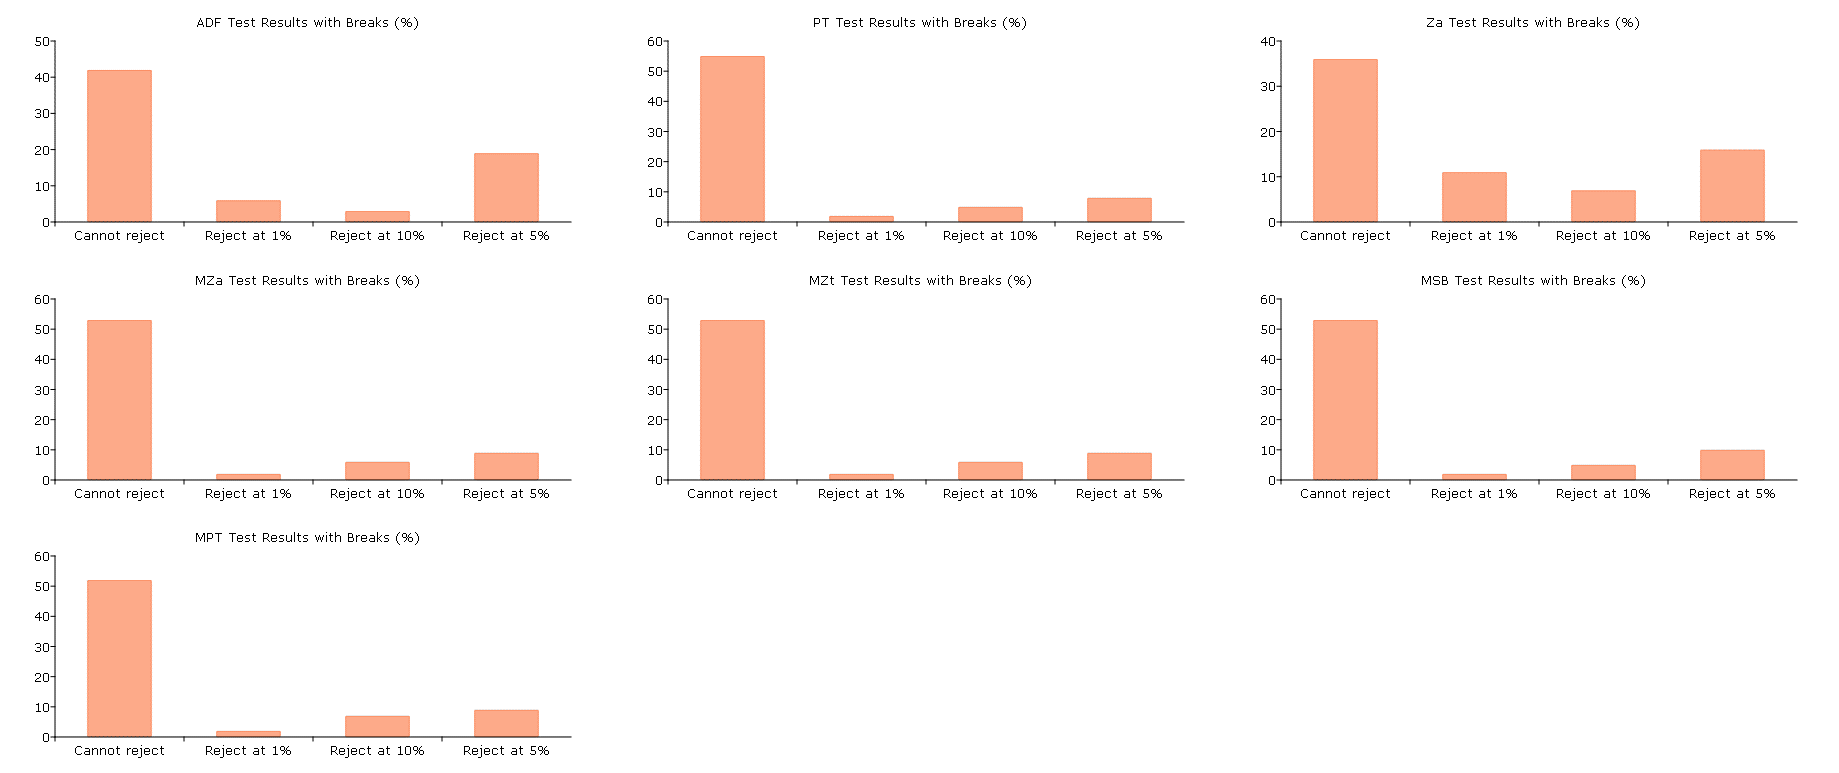 ADF Test Results with Breaks (%)
50
40
30
20
10
0
Cannot reject
Reject at 1%
Reject at 10%
Reject at 5%
PT Test Results with Breaks (%)
60
50
40
30
20
10
0
Cannot reject
Reject at 1%
Reject at 10%
Reject at 5%
Za Test Results with Breaks (%)
40
30
20
10
0
Cannot reject
Reject at 1%
Reject at 10%
Reject at 5%
MZa Test Results with Breaks (%)
60
50
40
30
20
10
0
Cannot reject
Reject at 1%
Reject at 10%
Reject at 5%
MZt Test Results with Breaks (%)
60
50
40
30
20
10
0
Cannot reject
Reject at 1%
Reject at 10%
Reject at 5%
MSB Test Results with Breaks (%)
60
50
40
30
20
10
0
Cannot reject
Reject at 1%
Reject at 10%
Reject at 5%
MPT Test Results with Breaks (%)
60
50
40
30
20
10
0
Cannot reject
Reject at 1%
Reject at 10%
Reject at 5%